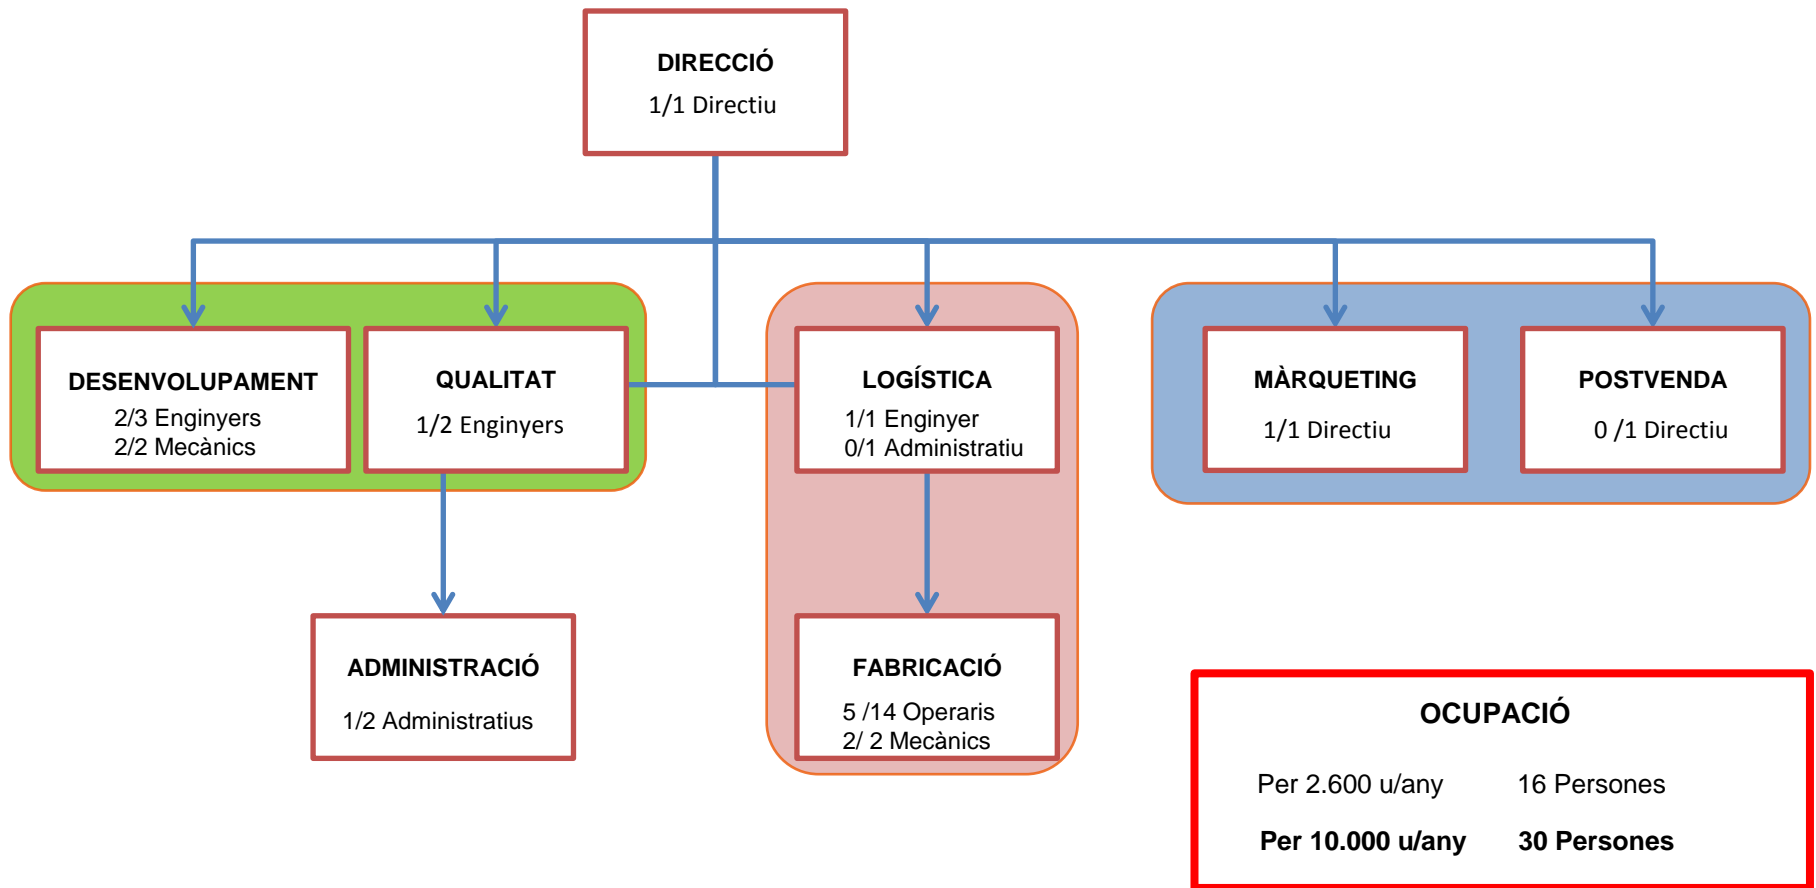 DIRECCIÓ
1/1 Directiu
DESENVOLUPAMENT
2/3 Enginyers
2/2 Mecànics
QUALITAT
1/2 Enginyers
LOGÍSTICA
1/1 Enginyer
0/1 Administratiu
MÀRQUETING
1/1 Directiu
POSTVENDA
0 /1 Directiu
ADMINISTRACIÓ
1/2 Administratius
FABRICACIÓ
5 /14 Operaris
2/ 2 Mecànics
OCUPACIÓ
Per 2.600 u/any 16 Persones
Per 10.000 u/any 30 Persones